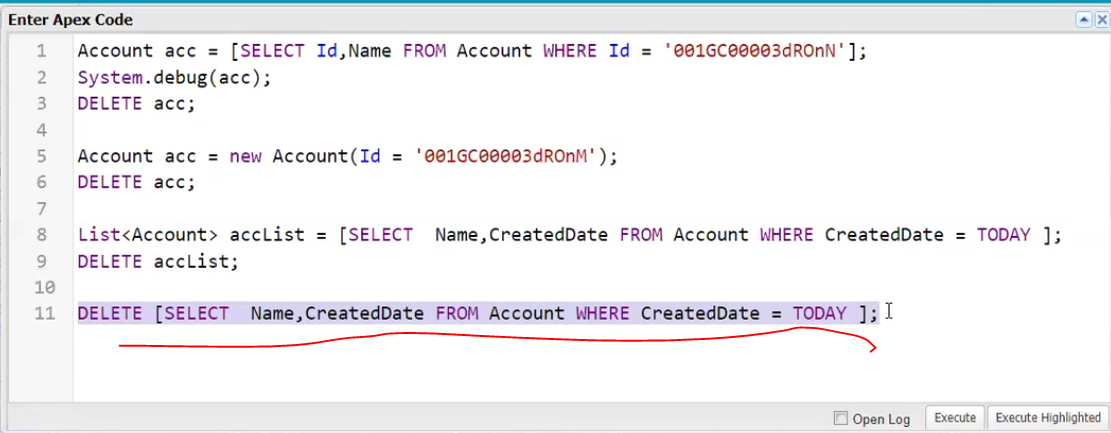 Enter Apex Code
1 Account acc = [SELECT Id,Name FROM Account WHERE Id = '001GC00003dROnN'];
2 System.debug(acc);
3 DELETE acc;
4
5 Account acc = new Account(Id = '001GC00003dROnM');
6 DELETE acc;
7
8 List<Account> accList = [SELECT  Name,CreatedDate FROM Account WHERE CreatedDate = TODAY ];
9 DELETE accList;
10
11 DELETE [SELECT  Name,CreatedDate FROM Account WHERE CreatedDate = TODAY ];
Open Log Execute Execute Highlighted